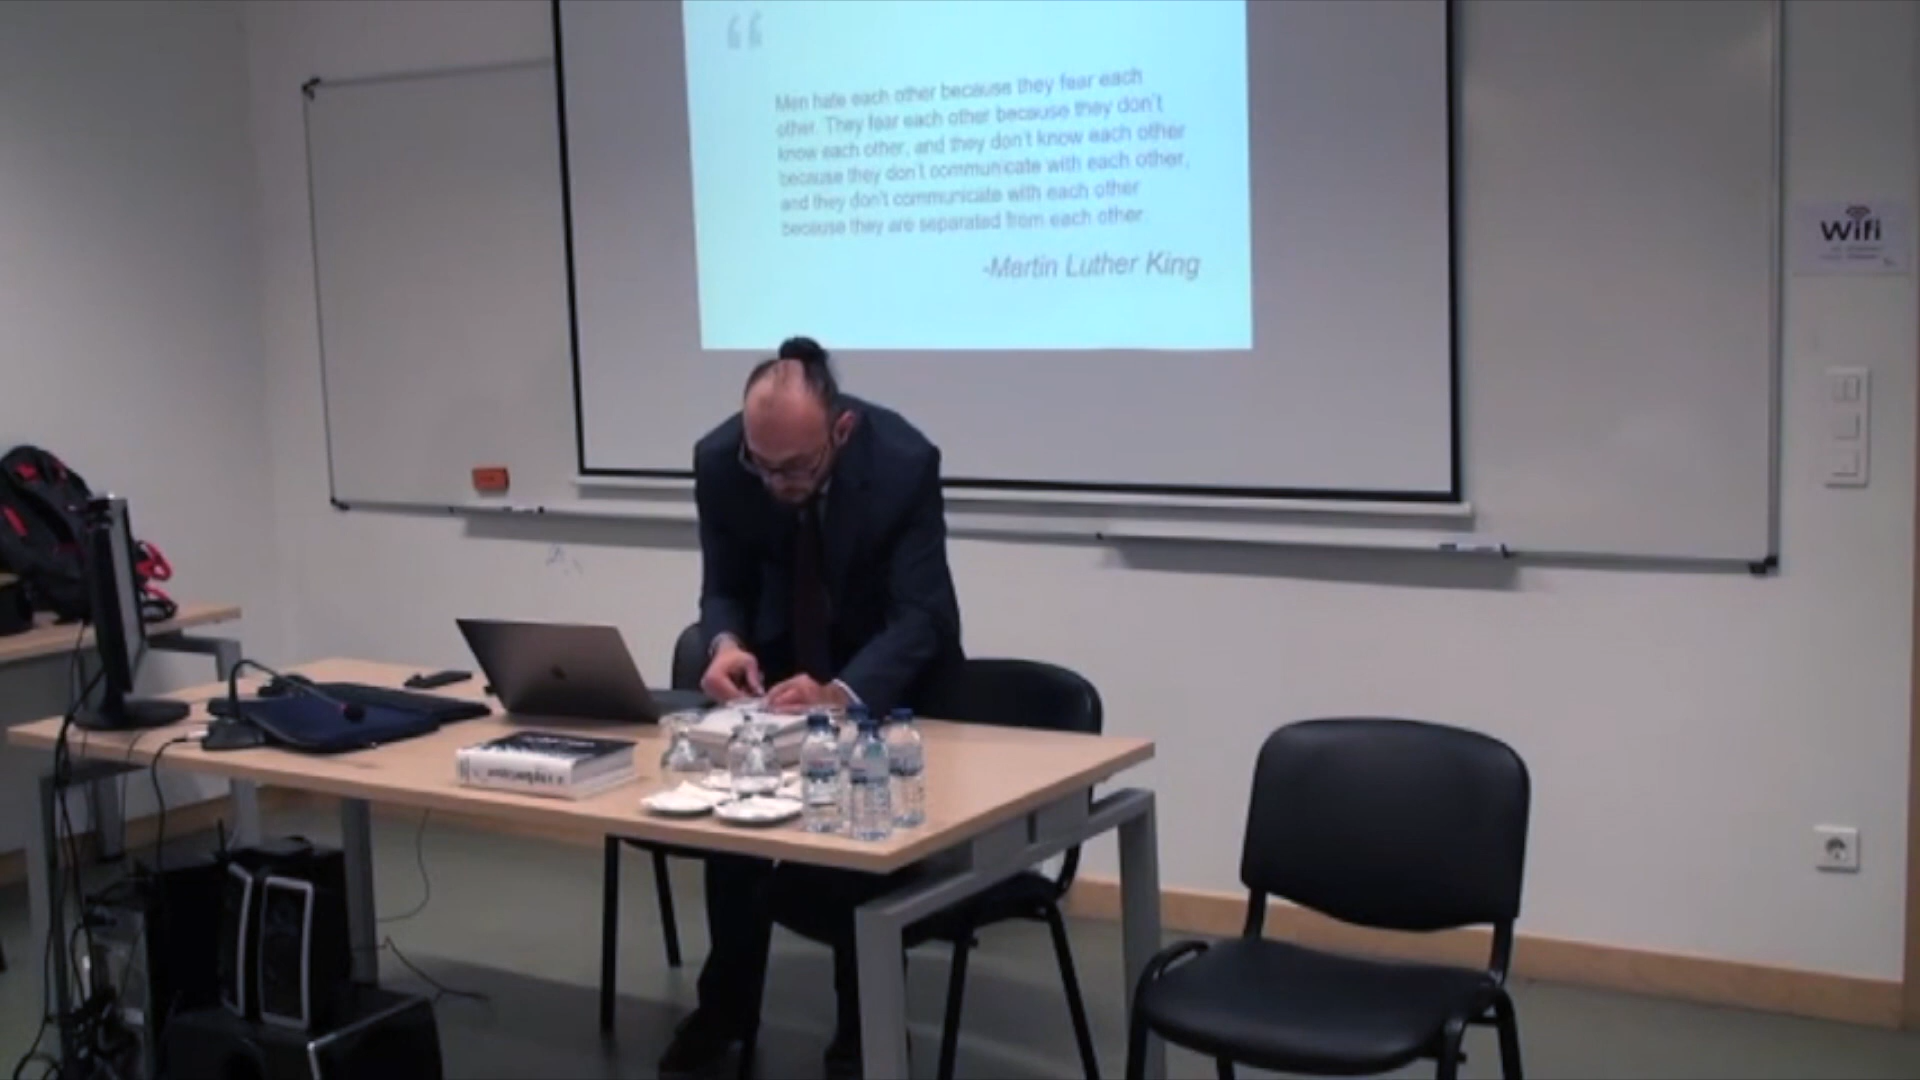 “
Men hate each other because they fear each
other. They fear each other because they don't
know each other, and they don't know each other
because they don't communicate with each other,
and they don't communicate with each other
because they are separated from each other.
-Martin Luther King
Wifi